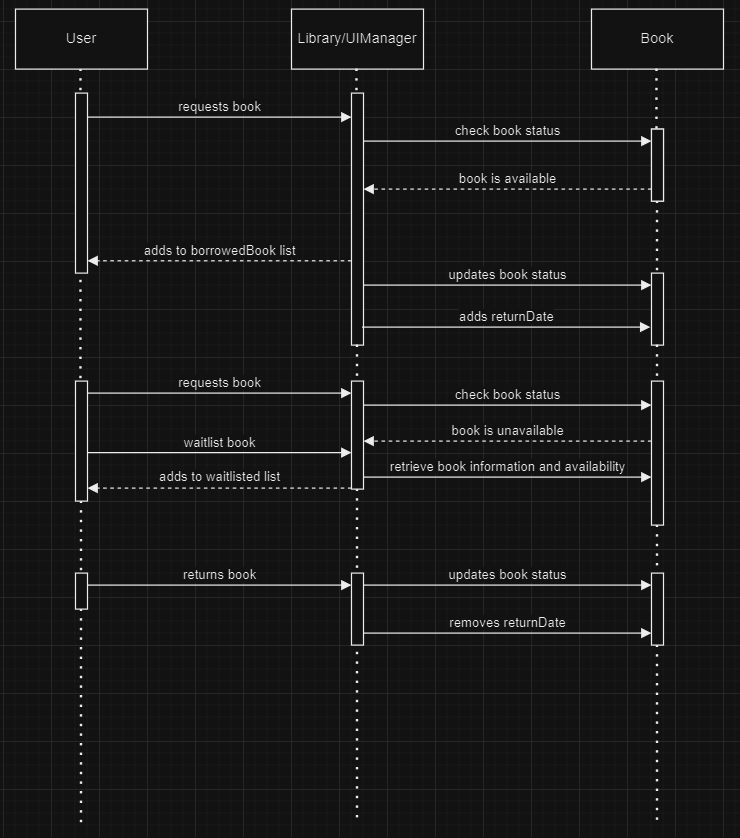 User
Library/UIManager
Book
requests book
check book status
book is available
adds to borrowedBook list
updates book status
adds returnDate
requests book
check book status
book is unavailable
waitlist book
retrieve book information and availability
adds to waitlisted list
returns book
updates book status
removes returnDate